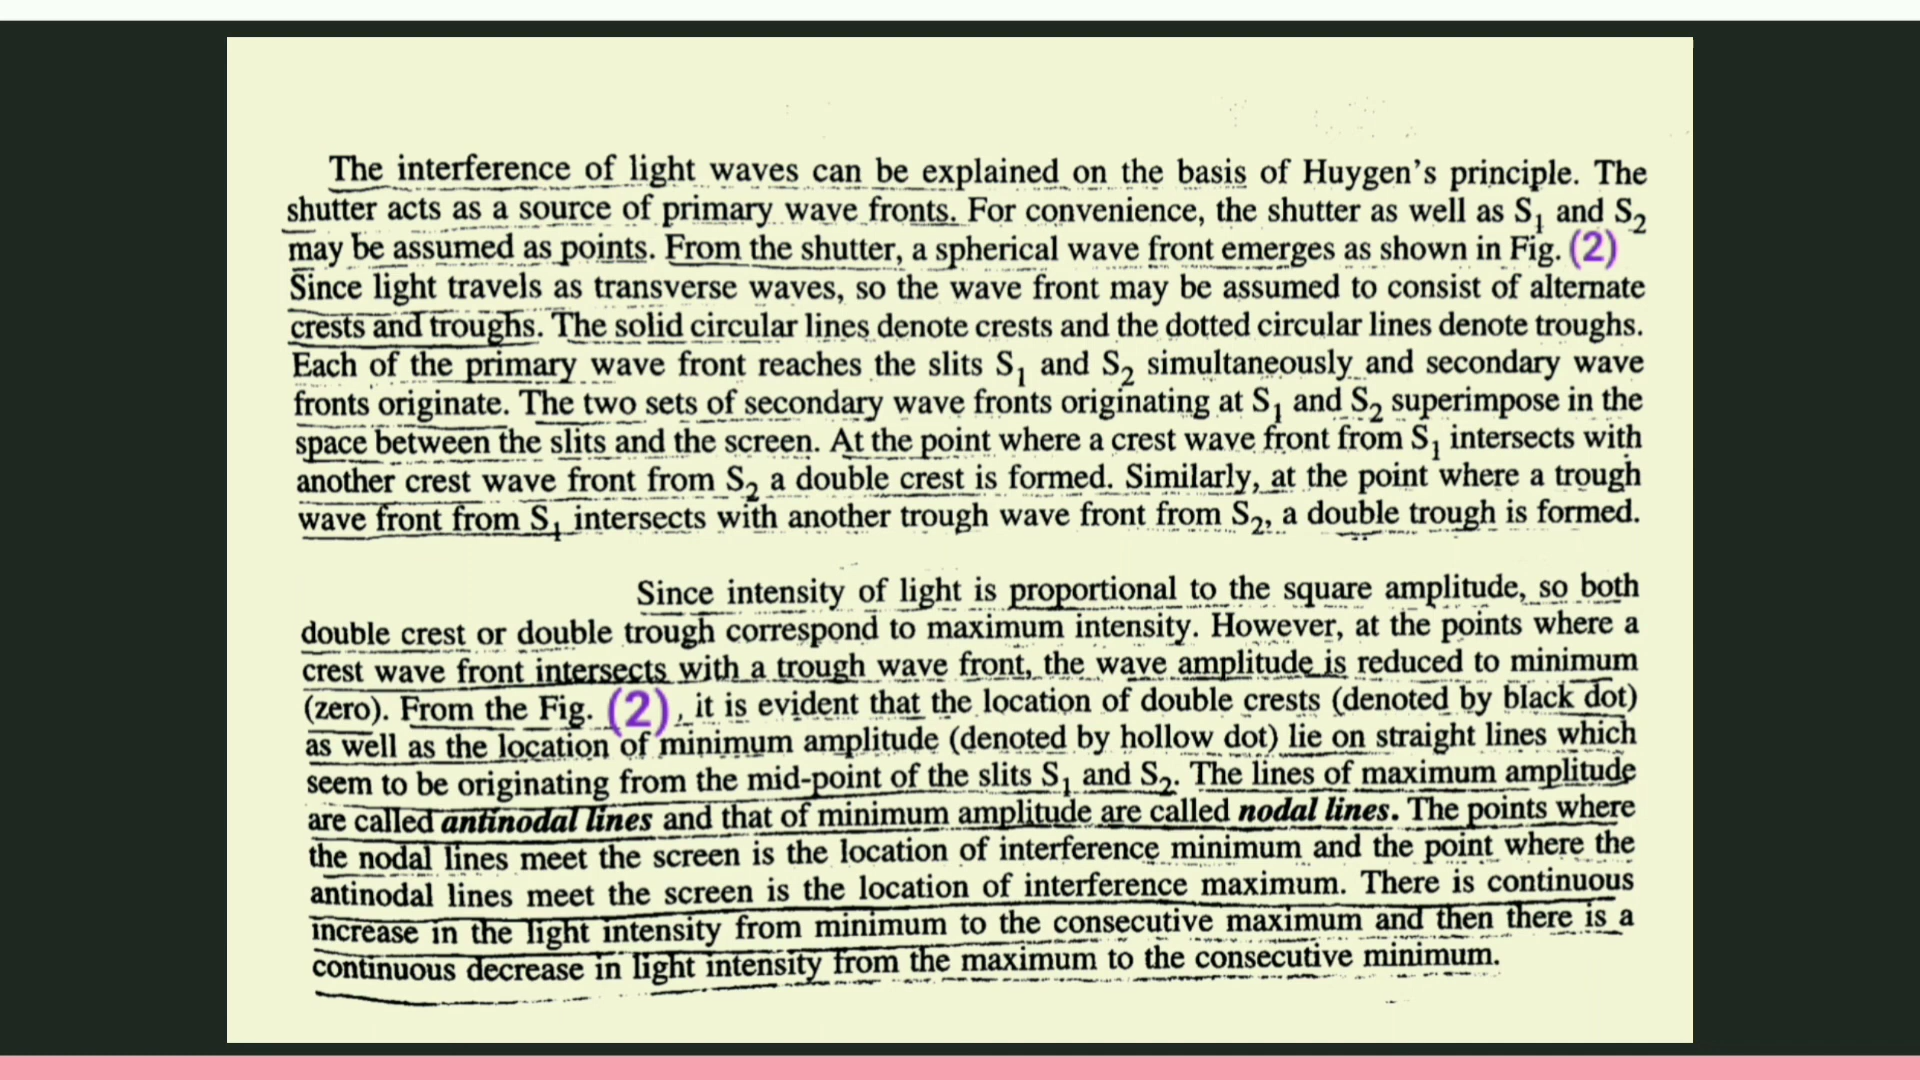 The interference of light waves can be explained on the basis of Huygen's principle. The
shutter acts as a source of primary wave fronts. For convenience, the shutter as well as S₁ and S₂
may be assumed as points. From the shutter, a spherical wave front emerges as shown in Fig. (2)
Since light travels as transverse waves, so the wave front may be assumed to consist of alternate
crests and troughs. The solid circular lines denote crests and the dotted circular lines denote troughs.
Each of the primary wave front reaches the slits S₁ and S₂ simultaneously and secondary wave
fronts originate. The two sets of secondary wave fronts originating at S₁ and S₂ superimpose in the
space between the slits and the screen. At the point where a crest wave front from S₁ intersects with
another crest wave front from S₂ a double crest is formed. Similarly, at the point where a trough
wave front from S₁ intersects with another trough wave front from S₂, a double trough is formed.
Since intensity of light is proportional to the square amplitude, so both
double crest or double trough correspond to maximum intensity. However, at the points where a
crest wave front intersects with a trough wave front, the wave amplitude is reduced to minimum
(zero). From the Fig. (2), it is evident that the location of double crests (denoted by black dot)
as well as the location of minimum amplitude (denoted by hollow dot) lie on straight lines which
seem to be originating from the mid-point of the slits S₁ and S₂. The lines of maximum amplitude
are called antinodal lines and that of minimum amplitude are called nodal lines. The points where
the nodal lines meet the screen is the location of interference minimum and the point where the
antinodal lines meet the screen is the location of interference maximum. There is continuous
increase in the light intensity from minimum to the consecutive maximum and then there is a
continuous decrease in light intensity from the maximum to the consecutive minimum.